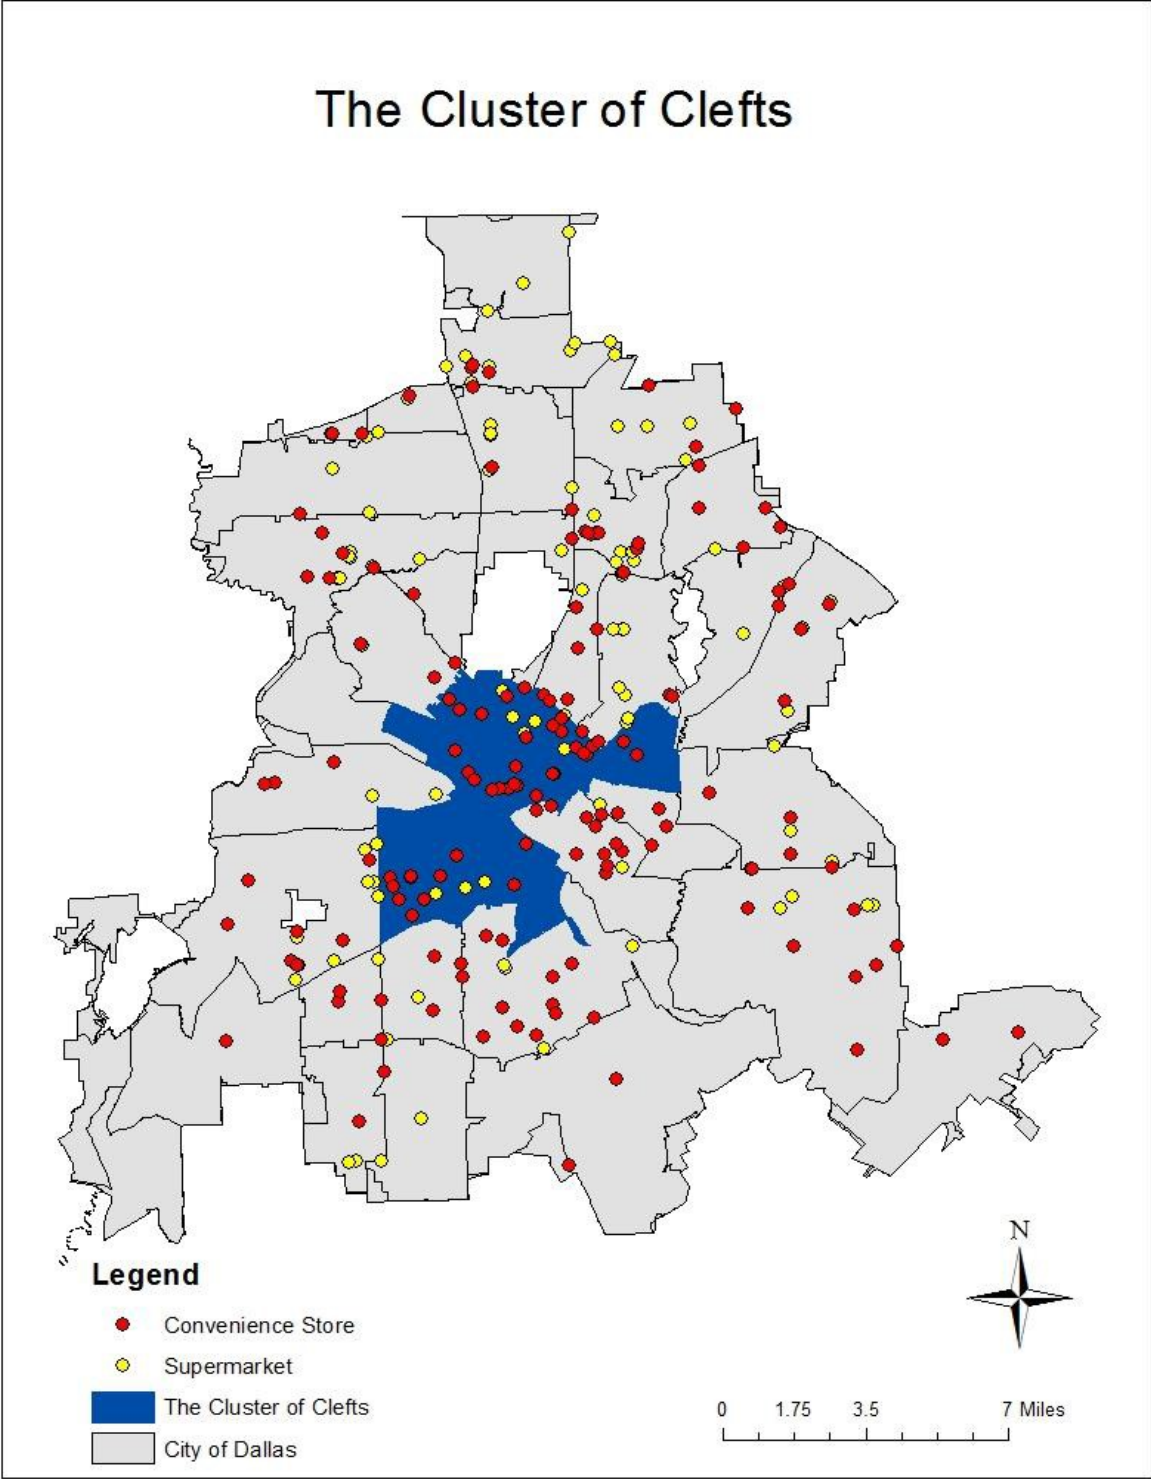 The Cluster of Clefts
N
Legend
Convenience Store
Supermarket
The Cluster of Clefts
City of Dallas
0 1.75 3.5 7 Miles